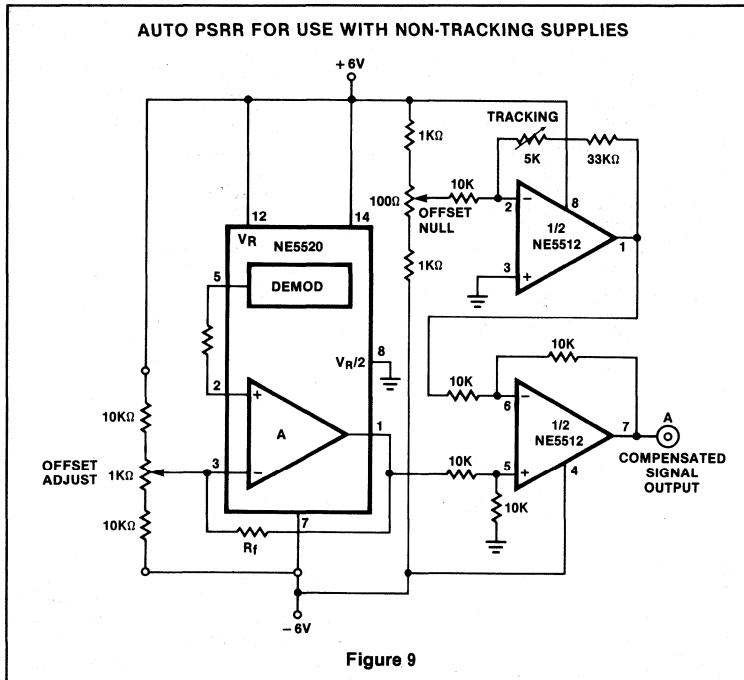 AUTO PSRR FOR USE WITH NON-TRACKING SUPPLIES
+6V
TRACKING
1KΩ
5K
33KΩ
100Ω
10K
OFFSET
NULL
2
−
8
1/2
NE5512
1
3
+
1KΩ
12
14
VR
NE5520
5
DEMOD
8
VR/2
2
+
A
1
3
−
7
Rf
10KΩ
OFFSET
ADJUST
1KΩ
10KΩ
10K
10K
−
6
1/2
NE5512
7
A
COMPENSATED
SIGNAL
OUTPUT
10K
5
+
4
10K
−6V
Figure 9